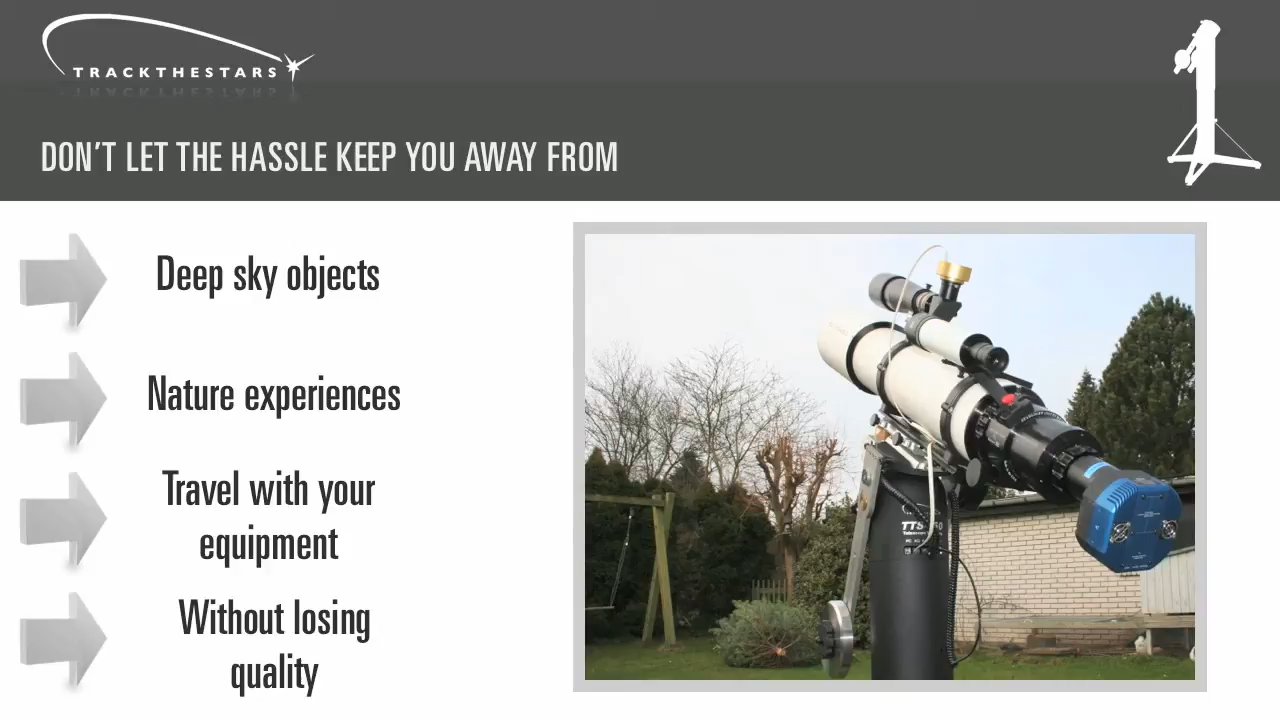 TRACKTHESTARS
DON'T LET THE HASSLE KEEP YOU AWAY FROM
Deep sky objects
Nature experiences
Travel with your
equipment
Without losing
quality